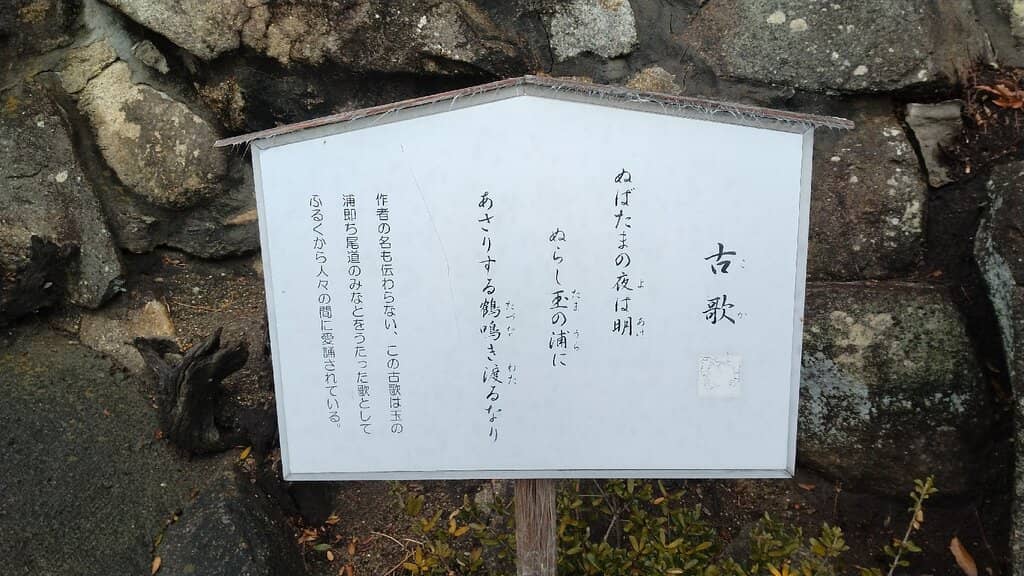 古歌
ぬばたまの夜は明
ぬらし玉の浦に
あさりする鶴鳴き渡るなり
作者の名も伝わらない、この古歌は玉の
浦即ち尾道のみなとをうたった歌として
ふるくから人々の間に愛誦されている。